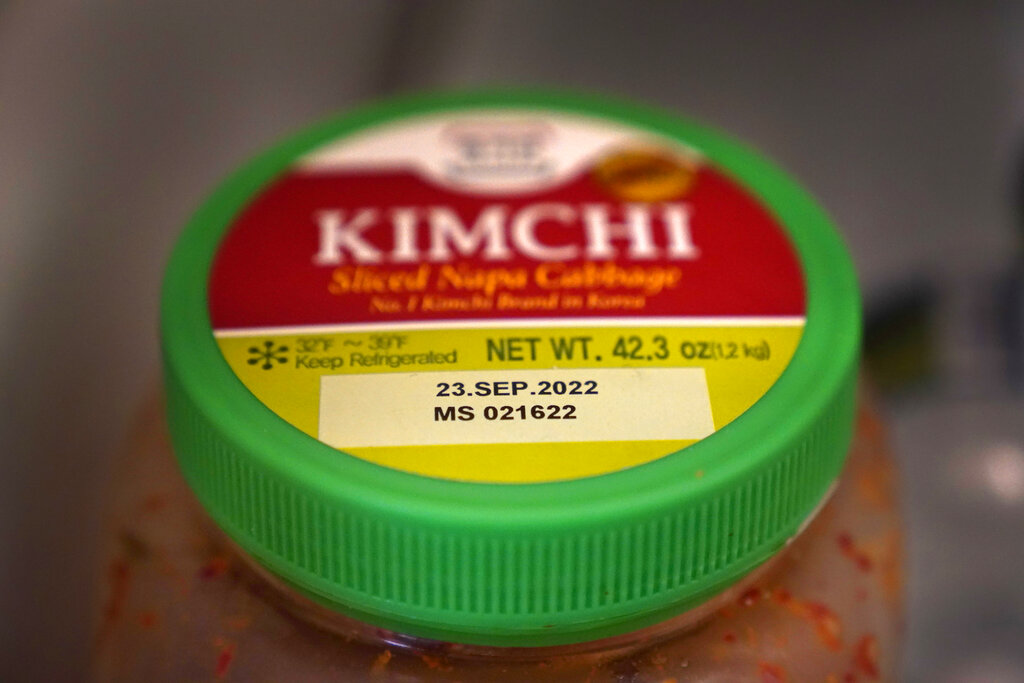 KIMCHI
Sliced Napa Cabbage
No.1 Kimchi Brand in Korea
32°F ~ 39°F
Keep Refrigerated
NET WT. 42.3 oz(1.2 kg)
23.SEP.2022
MS 021622